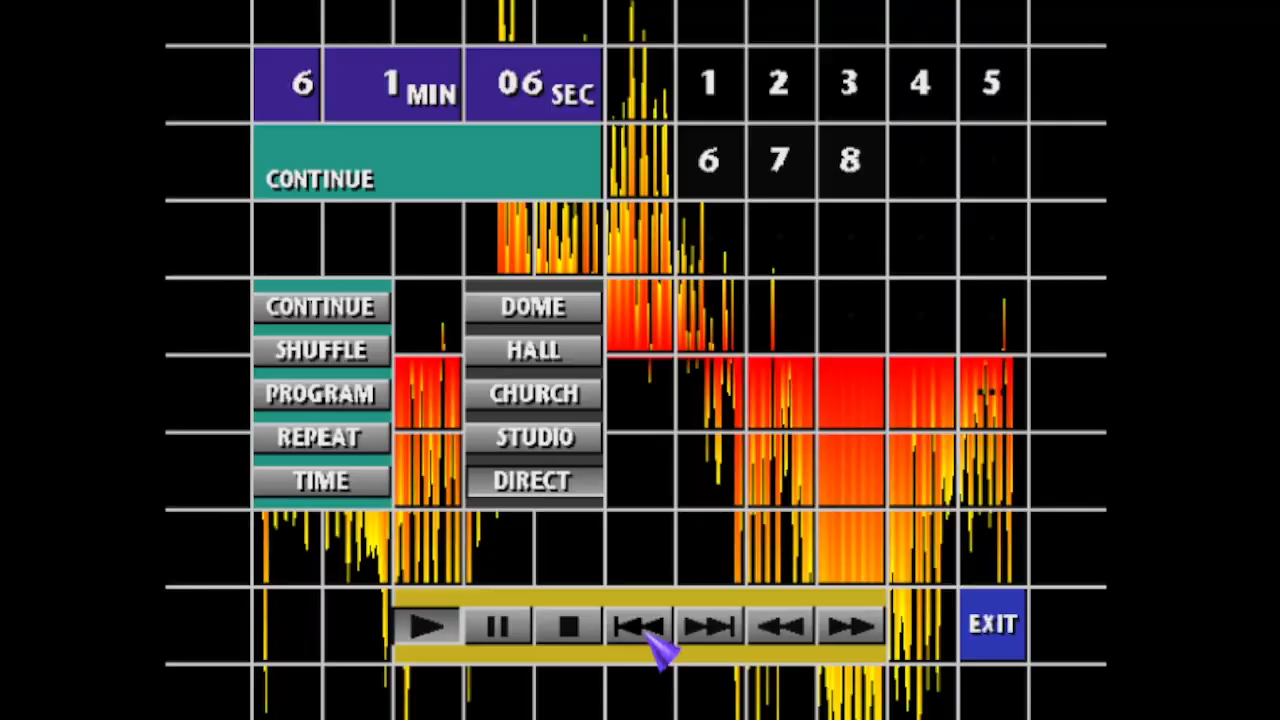 6 1 MIN 06 SEC 1 2 3 4 5
CONTINUE 6 7 8
CONTINUE DOME
SHUFFLE HALL
PROGRAM CHURCH
REPEAT STUDIO
TIME DIRECT
EXIT